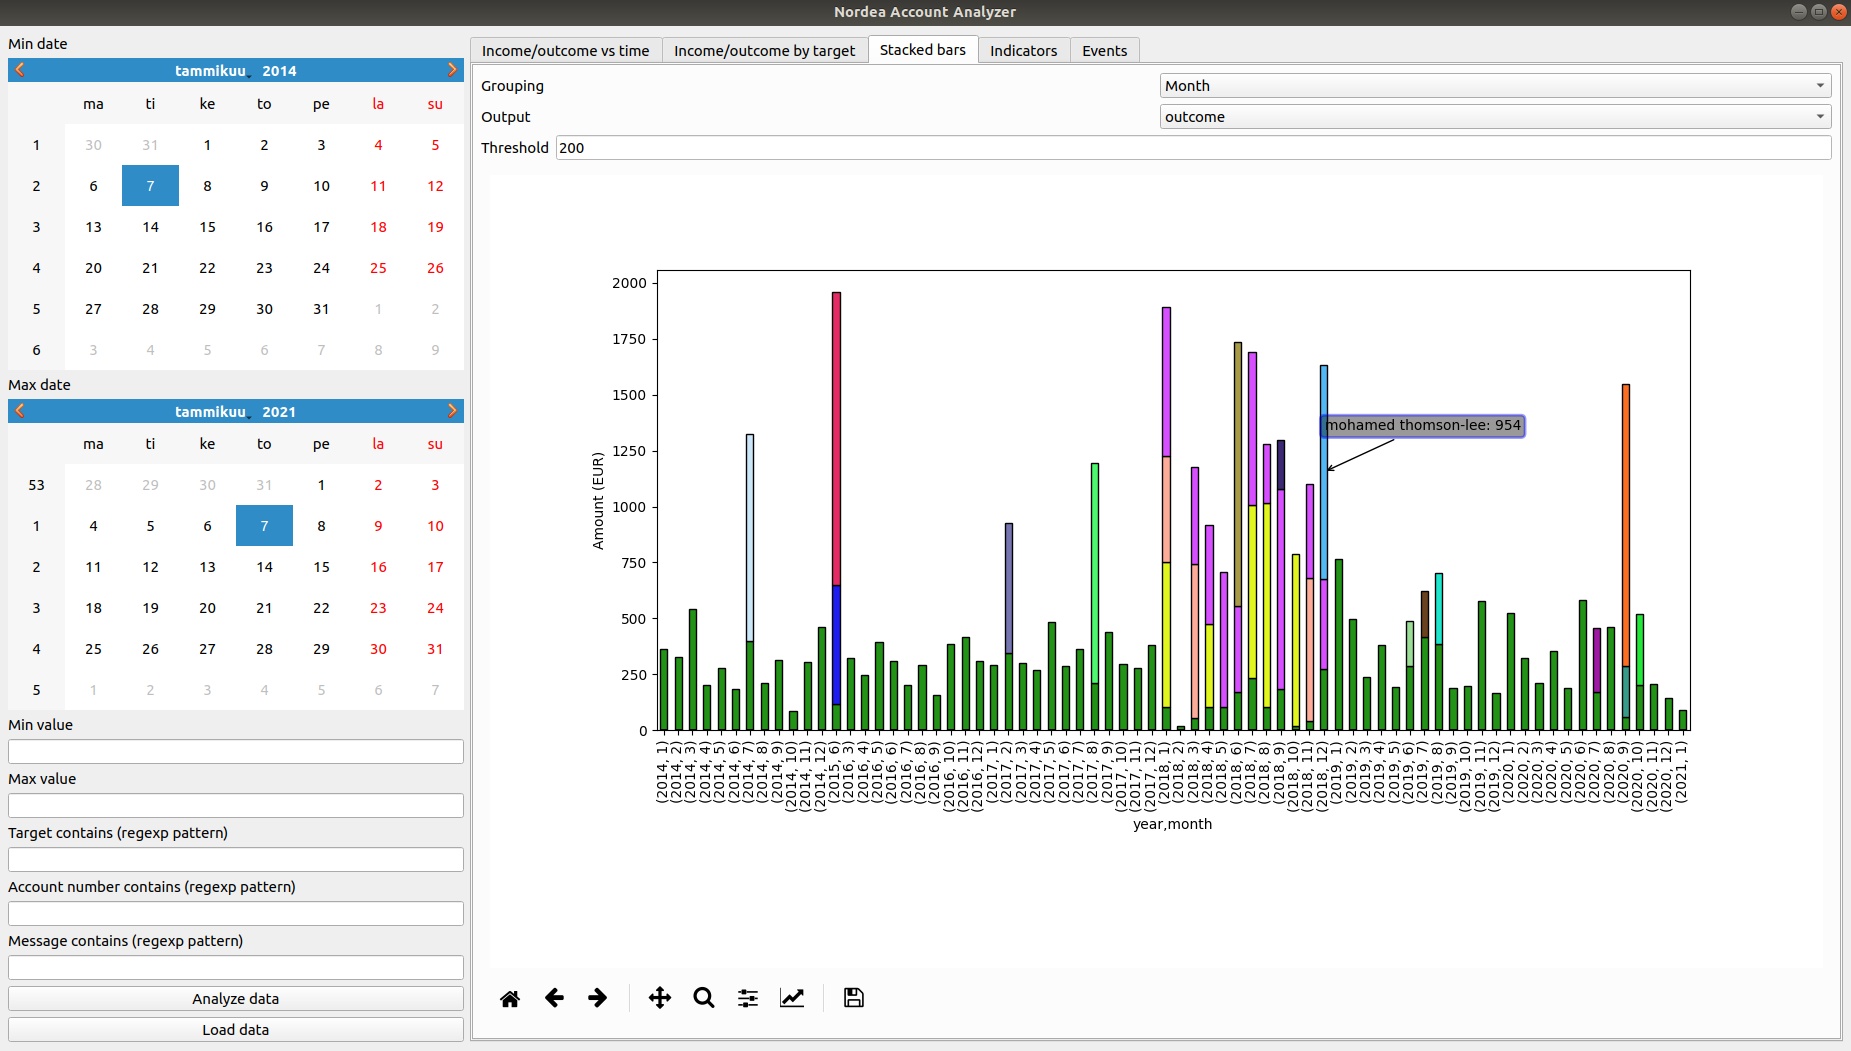 Nordea Account Analyzer
Min date
tammikuu 2014
ma ti ke to pe la su
1 30 31 1 2 3 4 5
2 6 7 8 9 10 11 12
3 13 14 15 16 17 18 19
4 20 21 22 23 24 25 26
5 27 28 29 30 31 1 2
6 3 4 5 6 7 8 9
Max date
tammikuu 2021
ma ti ke to pe la su
53 28 29 30 31 1 2 3
1 4 5 6 7 8 9 10
2 11 12 13 14 15 16 17
3 18 19 20 21 22 23 24
4 25 26 27 28 29 30 31
5 1 2 3 4 5 6 7
Min value
Max value
Target contains (regexp pattern)
Account number contains (regexp pattern)
Message contains (regexp pattern)
Analyze data
Load data
Income/outcome vs time Income/outcome by target Stacked bars Indicators Events
Grouping Month
Output outcome
Threshold 200
2000
1750
1500
1250
1000
750
500
250
0
Amount (EUR)
mohamed thomson-lee: 954
(2014, 1)
(2014, 2)
(2014, 3)
(2014, 4)
(2014, 5)
(2014, 6)
(2014, 7)
(2014, 8)
(2014, 9)
(2014, 10)
(2014, 11)
(2014, 12)
(2015, 6)
(2016, 3)
(2016, 4)
(2016, 5)
(2016, 6)
(2016, 7)
(2016, 8)
(2016, 9)
(2016, 10)
(2016, 11)
(2016, 12)
(2017, 1)
(2017, 2)
(2017, 3)
(2017, 4)
(2017, 5)
(2017, 6)
(2017, 7)
(2017, 8)
(2017, 9)
(2017, 10)
(2017, 11)
(2017, 12)
(2018, 1)
(2018, 2)
(2018, 3)
(2018, 4)
(2018, 5)
(2018, 6)
(2018, 7)
(2018, 8)
(2018, 9)
(2018, 10)
(2018, 11)
(2018, 12)
(2019, 1)
(2019, 2)
(2019, 3)
(2019, 4)
(2019, 5)
(2019, 6)
(2019, 7)
(2019, 8)
(2019, 9)
(2019, 10)
(2019, 11)
(2019, 12)
(2020, 1)
(2020, 2)
(2020, 3)
(2020, 4)
(2020, 5)
(2020, 6)
(2020, 7)
(2020, 8)
(2020, 9)
(2020, 10)
(2020, 11)
(2020, 12)
(2021, 1)
year,month